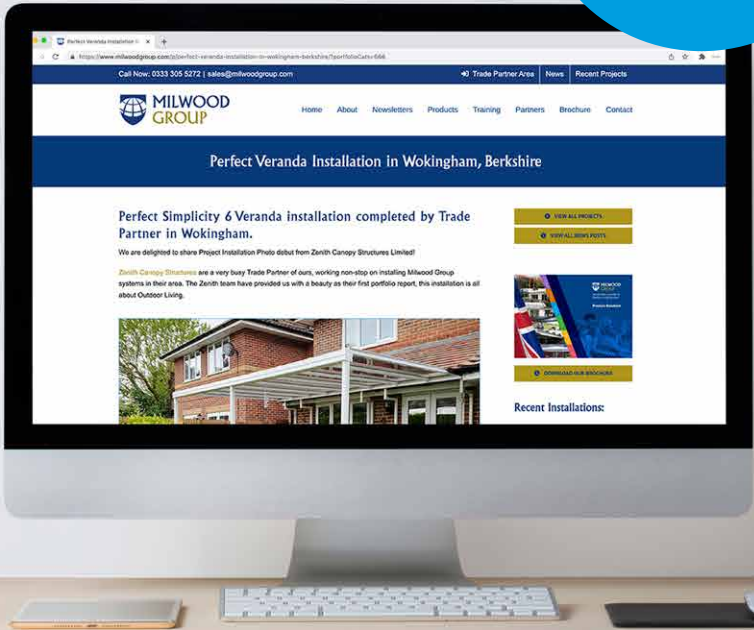 Perfect Veranda Installation in
https://www.milwoodgroup.com/p/perfect-veranda-installation-in-wokingham-berkshire/?portfolioCats=666
Call Now: 0333 305 5272 | sales@milwoodgroup.com
Trade Partner Area News Recent Projects
MILWOOD
GROUP
Home About Newsletters Products Training Partners Brochure Contact
Perfect Veranda Installation in Wokingham, Berkshire
Perfect Simplicity 6 Veranda installation completed by Trade
Partner in Wokingham.
We are delighted to share Project Installation Photo debut from Zenith Canopy Structures Limited!
Zenith Canopy Structures are a very busy Trade Partner of ours, working non-stop on installing Milwood Group
systems in their area. The Zenith team have provided us with a beauty as their first portfolio report, this installation is all
about Outdoor Living.
VIEW ALL PROJECTS
VIEW ALL NEWS POSTS
MILWOOD
GROUP
DOWNLOAD OUR BROCHURE
Recent Installations: